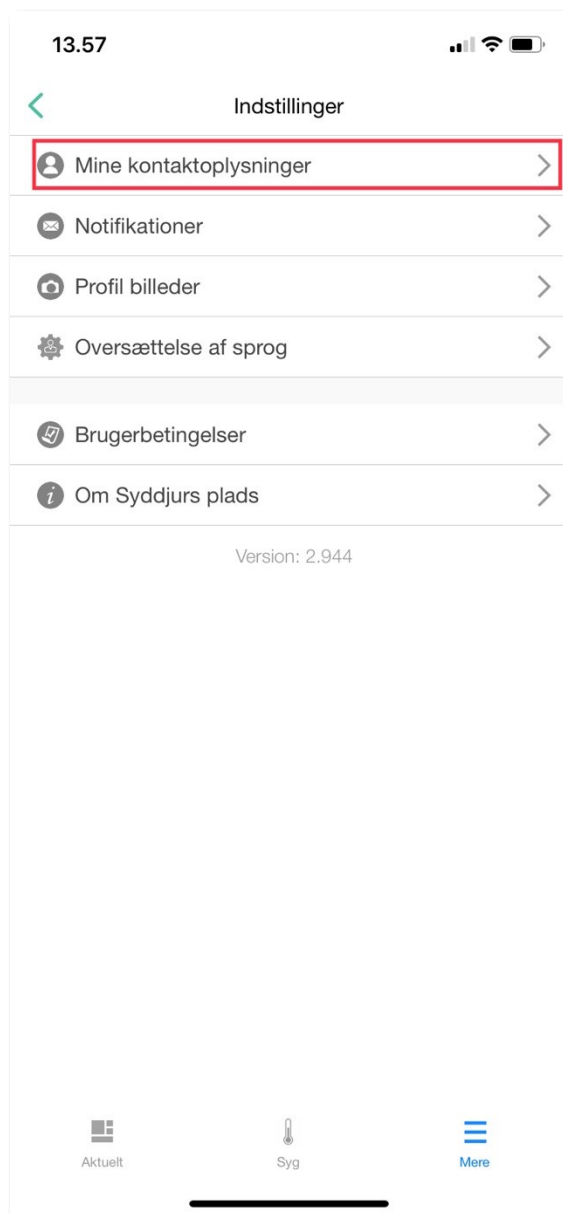 13.57
Indstillinger
Mine kontaktoplysninger
Notifikationer
Profil billeder
Oversættelse af sprog
Brugerbetingelser
i Om Syddjurs plads
Version: 2.944
Aktuelt Syg Mere